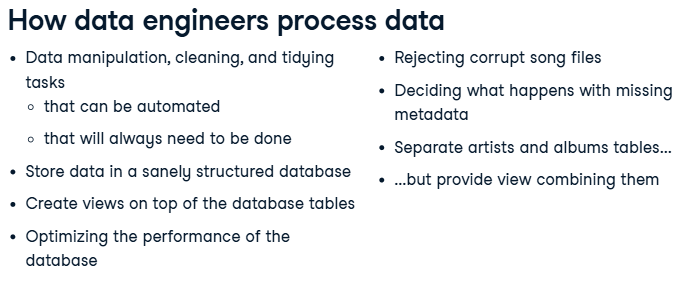 How data engineers process data
• Data manipulation, cleaning, and tidying
tasks
◦ that can be automated
◦ that will always need to be done
• Store data in a sanely structured database
• Create views on top of the database tables
• Optimizing the performance of the
database
• Rejecting corrupt song files
• Deciding what happens with missing
metadata
• Separate artists and albums tables...
• ...but provide view combining them